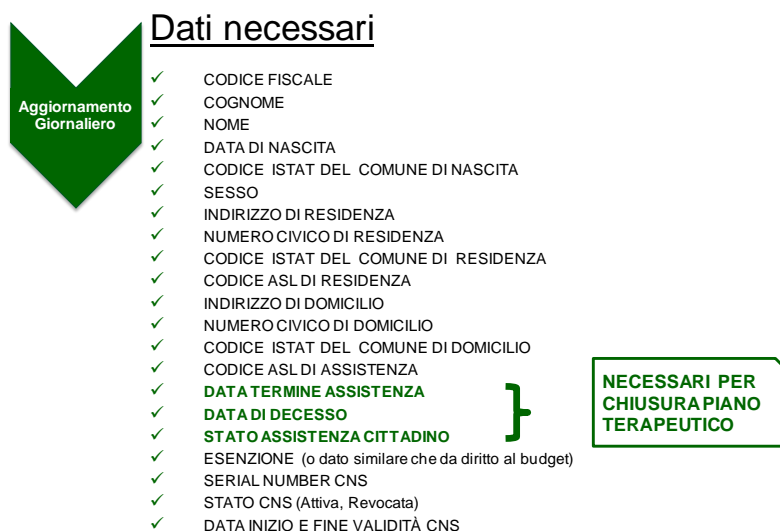 Dati necessari
Aggiornamento
Giornaliero
✓ CODICE FISCALE
✓ COGNOME
✓ NOME
✓ DATA DI NASCITA
✓ CODICE ISTAT DEL COMUNE DI NASCITA
✓ SESSO
✓ INDIRIZZO DI RESIDENZA
✓ NUMERO CIVICO DI RESIDENZA
✓ CODICE ISTAT DEL COMUNE DI RESIDENZA
✓ CODICE ASL DI RESIDENZA
✓ INDIRIZZO DI DOMICILIO
✓ NUMERO CIVICO DI DOMICILIO
✓ CODICE ISTAT DEL COMUNE DI DOMICILIO
✓ CODICE ASL DI ASSISTENZA
✓ DATA TERMINE ASSISTENZA
✓ DATA DI DECESSO
✓ STATO ASSISTENZA CITTADINO
NECESSARI PER
CHIUSURA PIANO
TERAPEUTICO
✓ ESENZIONE (o dato similare che da diritto al budget)
✓ SERIAL NUMBER CNS
✓ STATO CNS (Attiva, Revocata)
✓ DATA INIZIO E FINE VALIDITÀ CNS